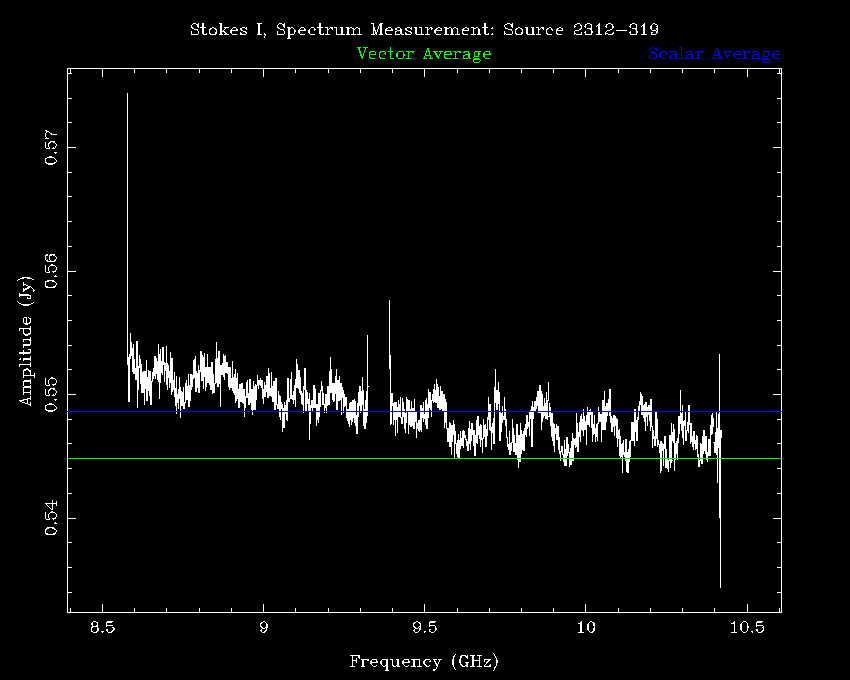 Stokes I, Spectrum Measurement: Source 2312−319
Vector Average
Scalar Average
0.57
0.56
0.55
0.54
Amplitude (Jy)
8.5 9 9.5 10 10.5
Frequency (GHz)